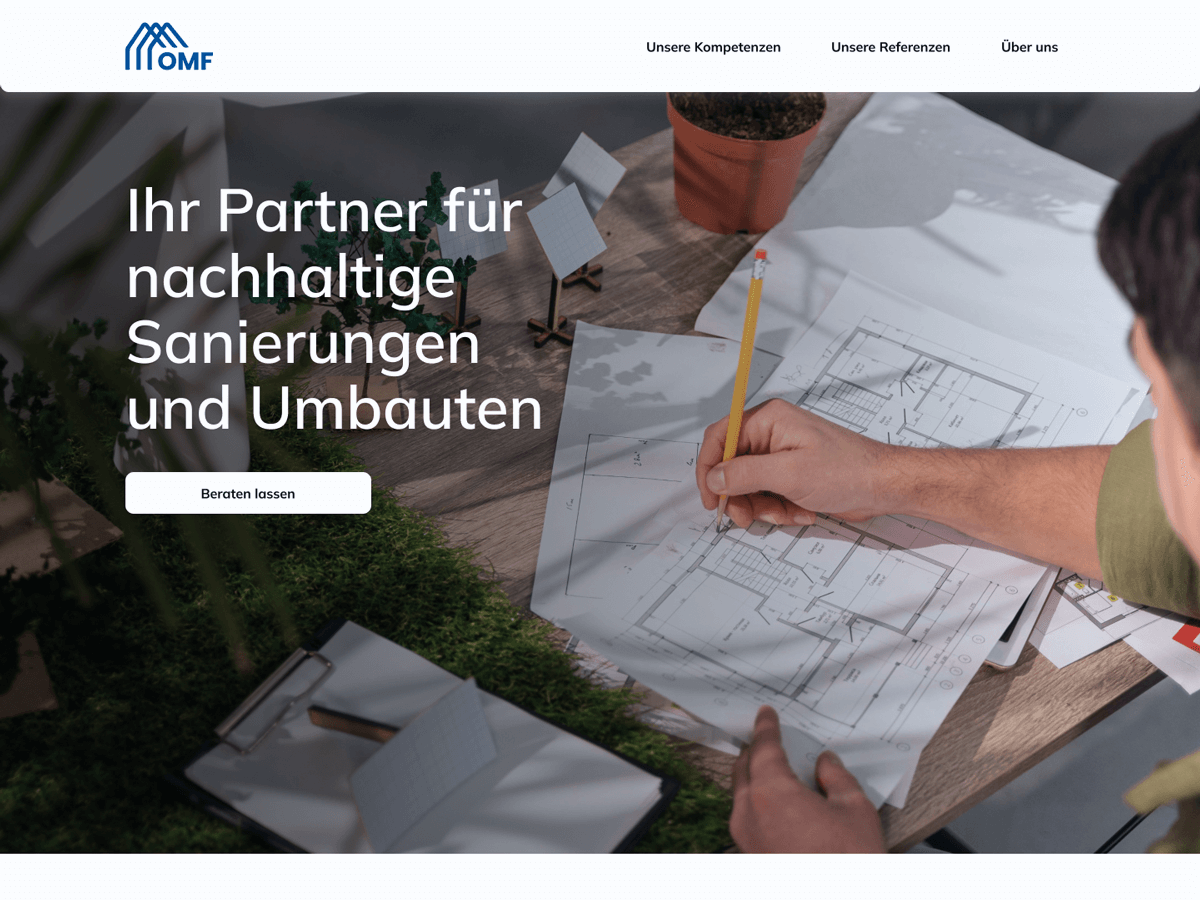 OMF
Unsere Kompetenzen
Unsere Referenzen
Über uns
Ihr Partner für
nachhaltige
Sanierungen
und Umbauten
Beraten lassen